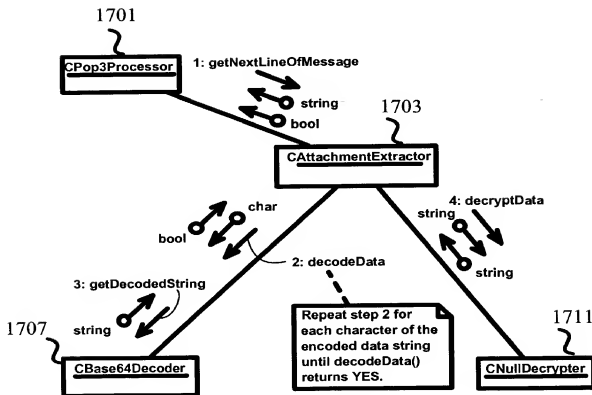 1701
CPop3Processor
1: getNextLineOfMessage
string
bool
1703
CAttachmentExtractor
4: decryptData
string
string
char
bool
2: decodeData
3: getDecodedString
string
Repeat step 2 for
each character of the
encoded data string
until decodeData()
returns YES.
1707
CBase64Decoder
1711
CNullDecrypter